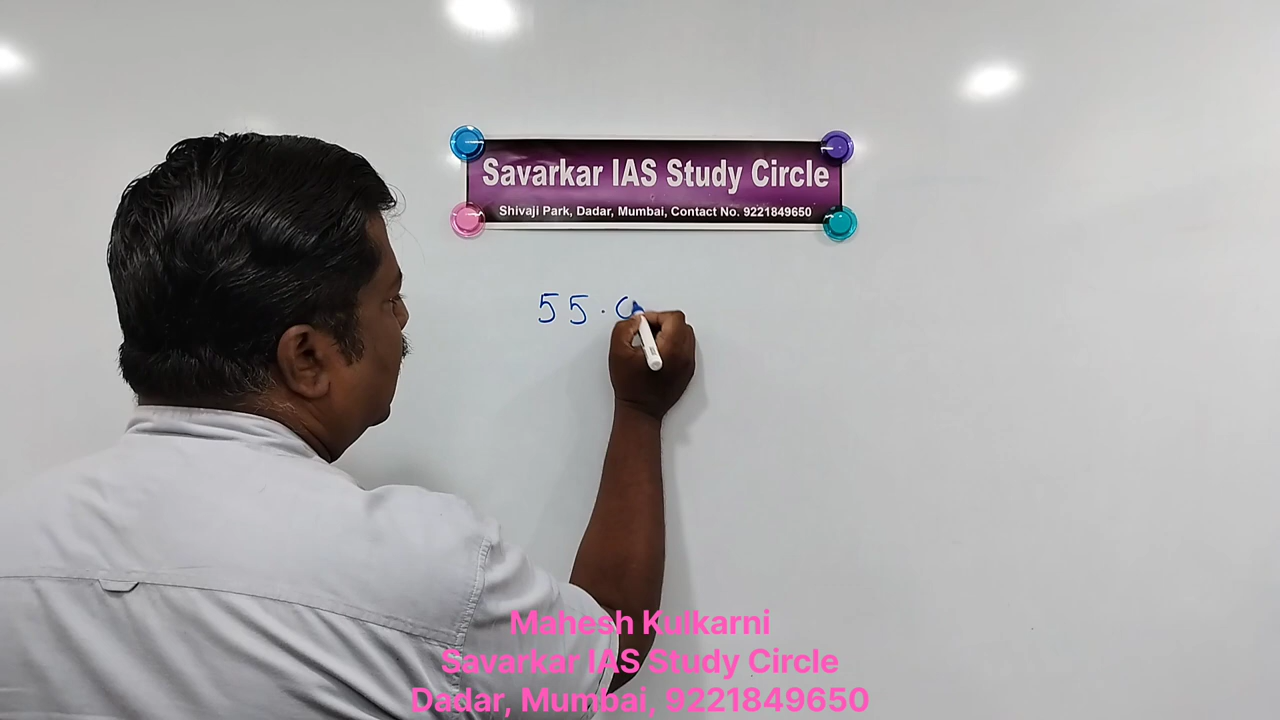 Savarkar IAS Study Circle
Shivaji Park, Dadar, Mumbai, Contact No. 9221849650
55.
Mahesh Kulkarni
Savarkar IAS Study Circle
Dadar, Mumbai, 9221849650